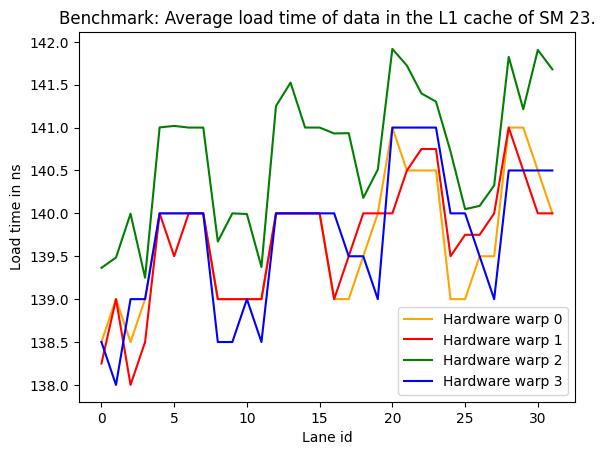 Benchmark: Average load time of data in the L1 cache of SM 23.
142.0
141.5
141.0
140.5
140.0
139.5
139.0
138.5
138.0
Load time in ns
Hardware warp 0
Hardware warp 1
Hardware warp 2
Hardware warp 3
0 5 10 15 20 25 30
Lane id